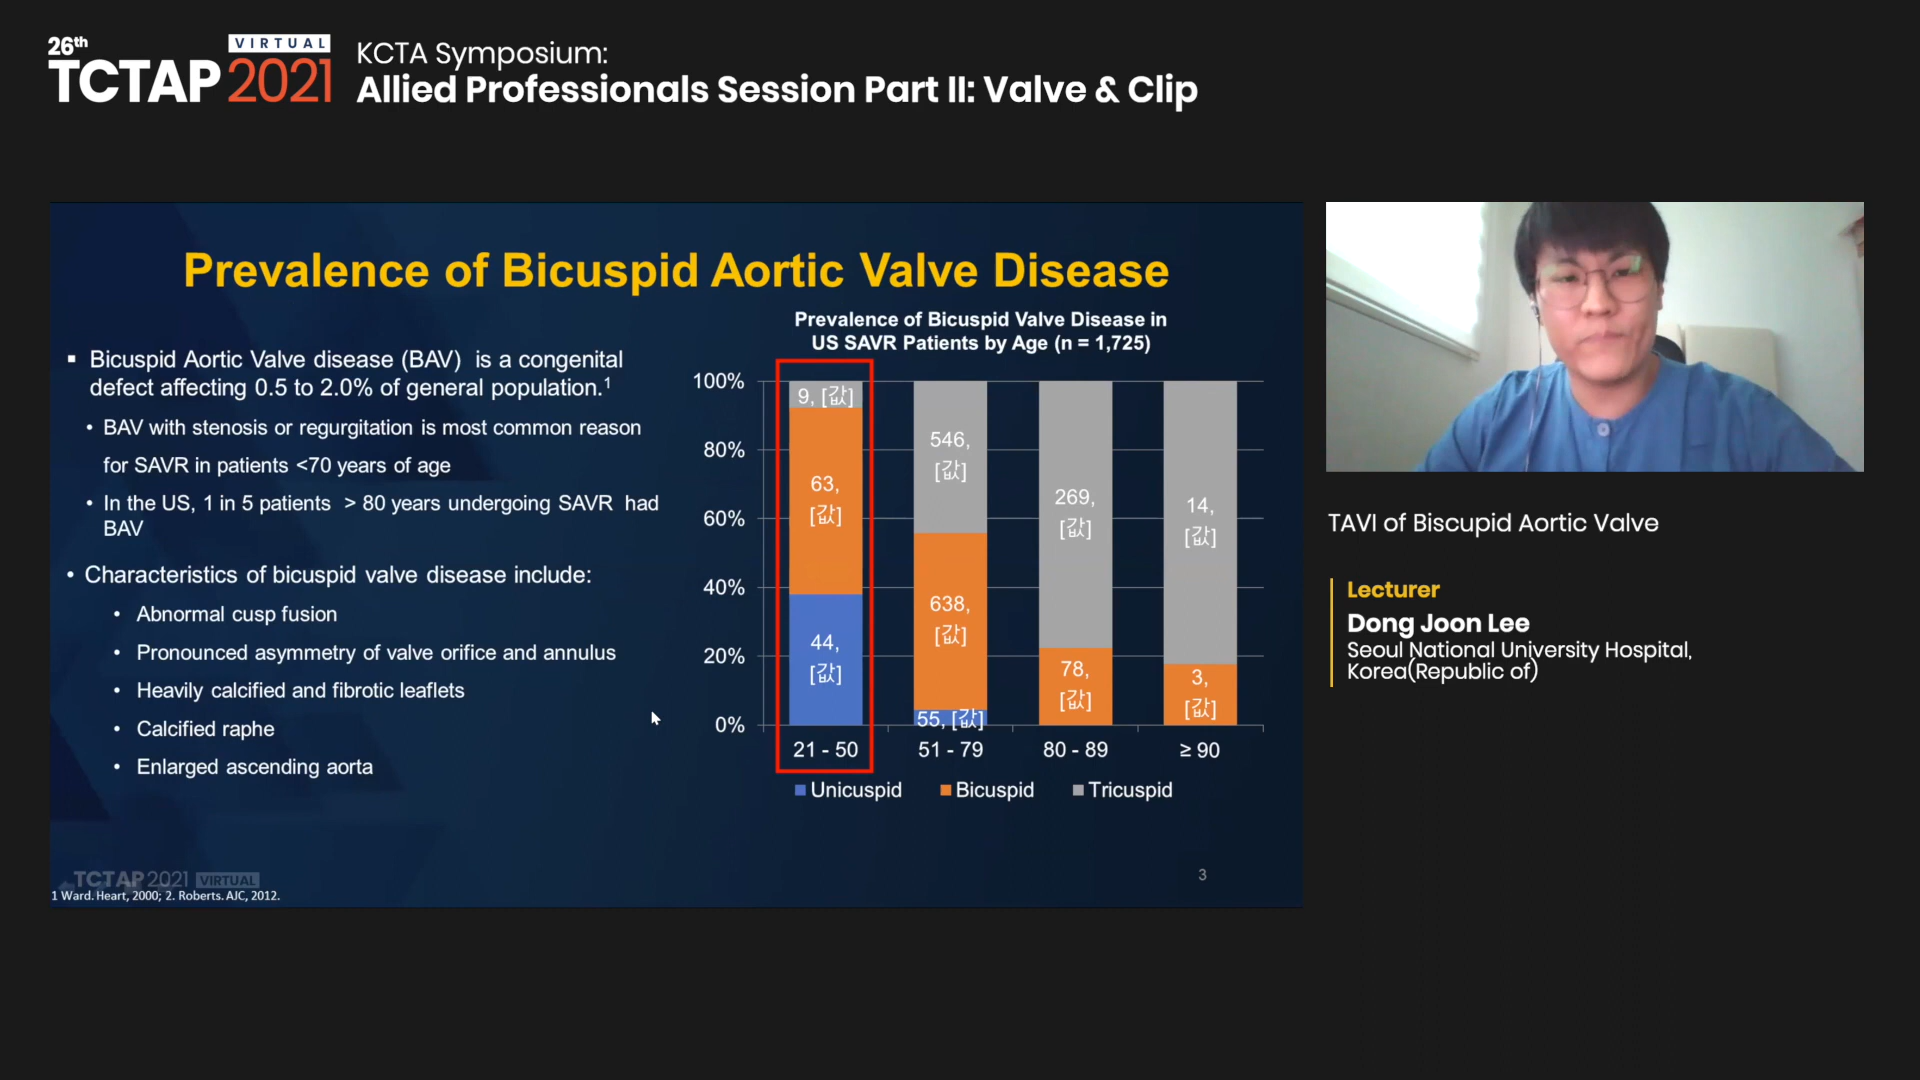 26th
VIRTUAL
TCTAP 2021
KCTA Symposium:
Allied Professionals Session Part II: Valve & Clip
Prevalence of Bicuspid Aortic Valve Disease
▪ Bicuspid Aortic Valve disease (BAV) is a congenital
defect affecting 0.5 to 2.0% of general population.¹
• BAV with stenosis or regurgitation is most common reason
for SAVR in patients <70 years of age
• In the US, 1 in 5 patients > 80 years undergoing SAVR had
BAV
• Characteristics of bicuspid valve disease include:
• Abnormal cusp fusion
• Pronounced asymmetry of valve orifice and annulus
• Heavily calcified and fibrotic leaflets
• Calcified raphe
• Enlarged ascending aorta
Prevalence of Bicuspid Valve Disease in
US SAVR Patients by Age (n = 1,725)
100%
80%
60%
40%
20%
0%
9, [값]
63,
[값]
44,
[값]
546,
[값]
638,
[값]
55, [값]
269,
[값]
78,
[값]
14,
[값]
3,
[값]
21 - 50
51 - 79
80 - 89
≥ 90
Unicuspid
Bicuspid
Tricuspid
TCTAP 2021 VIRTUAL
1 Ward. Heart, 2000; 2. Roberts. AJC, 2012.
3
TAVI of Biscupid Aortic Valve
Lecturer
Dong Joon Lee
Seoul National University Hospital,
Korea(Republic of)